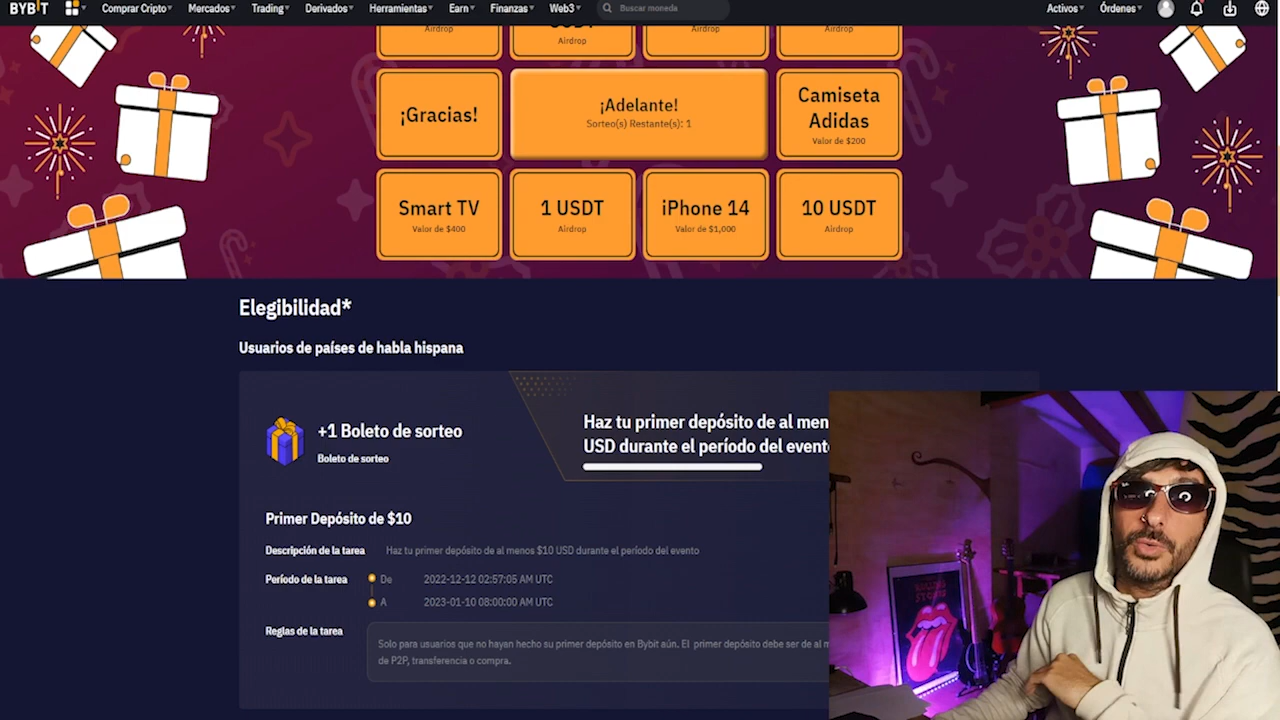 BYBIT Comprar Cripto Mercados Trading Derivados Herramientas Earn Finanzas Web3 Buscar moneda Activos Órdenes
Airdrop
USDT
Airdrop
Airdrop
Airdrop
¡Gracias!
¡Adelante!
Sorteo(s) Restante(s): 1
Camiseta
Adidas
Valor de $200
Smart TV
Valor de $400
1 USDT
Airdrop
iPhone 14
Valor de $1,000
10 USDT
Airdrop
Elegibilidad*
Usuarios de países de habla hispana
+1 Boleto de sorteo
Boleto de sorteo
Haz tu primer depósito de al men
USD durante el período del evento
Primer Depósito de $10
Descripción de la tarea Haz tu primer depósito de al menos $10 USD durante el período del evento
Período de la tarea De 2022-12-12 02:57:05 AM UTC
A 2023-01-10 08:00:00 AM UTC
Reglas de la tarea
Solo para usuarios que no hayan hecho su primer depósito en Bybit aún. El primer depósito debe ser de al m
de P2P, transferencia o compra.